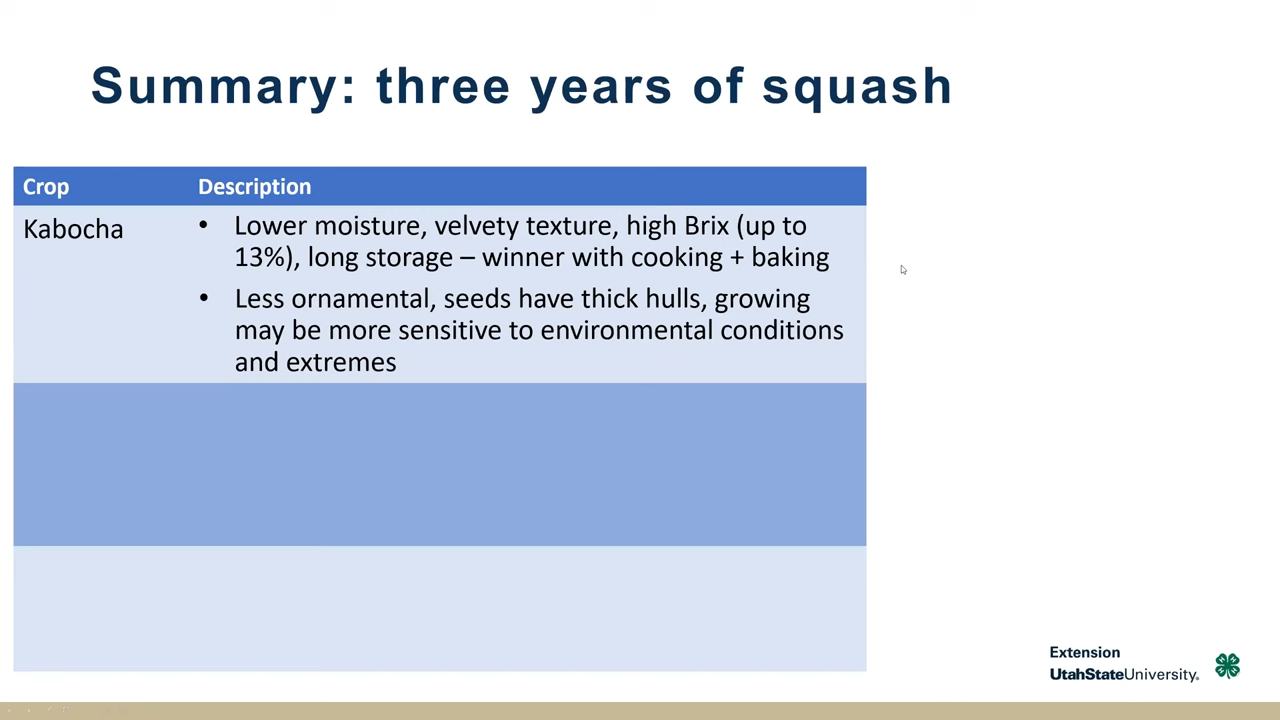 Summary: three years of squash
Crop Description
Kabocha
• Lower moisture, velvety texture, high Brix (up to
13%), long storage – winner with cooking + baking
• Less ornamental, seeds have thick hulls, growing
may be more sensitive to environmental conditions
and extremes
Extension
UtahStateUniversity®